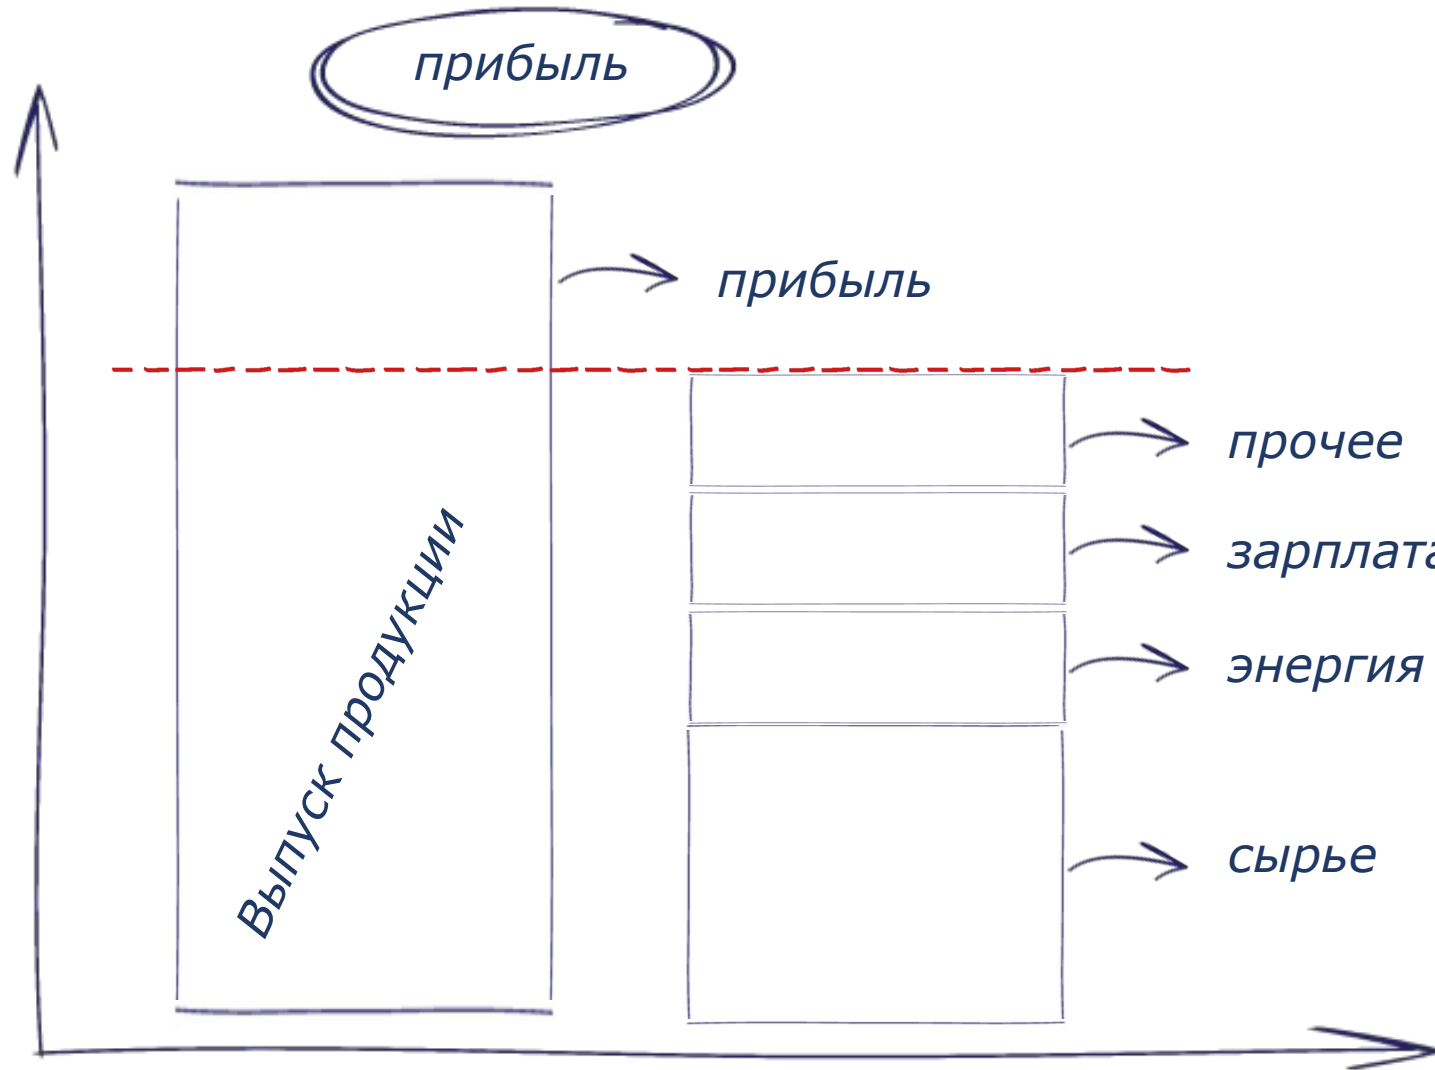 прибыль
прибыль
прочее
зарплата
энергия
сырье
Выпуск продукции